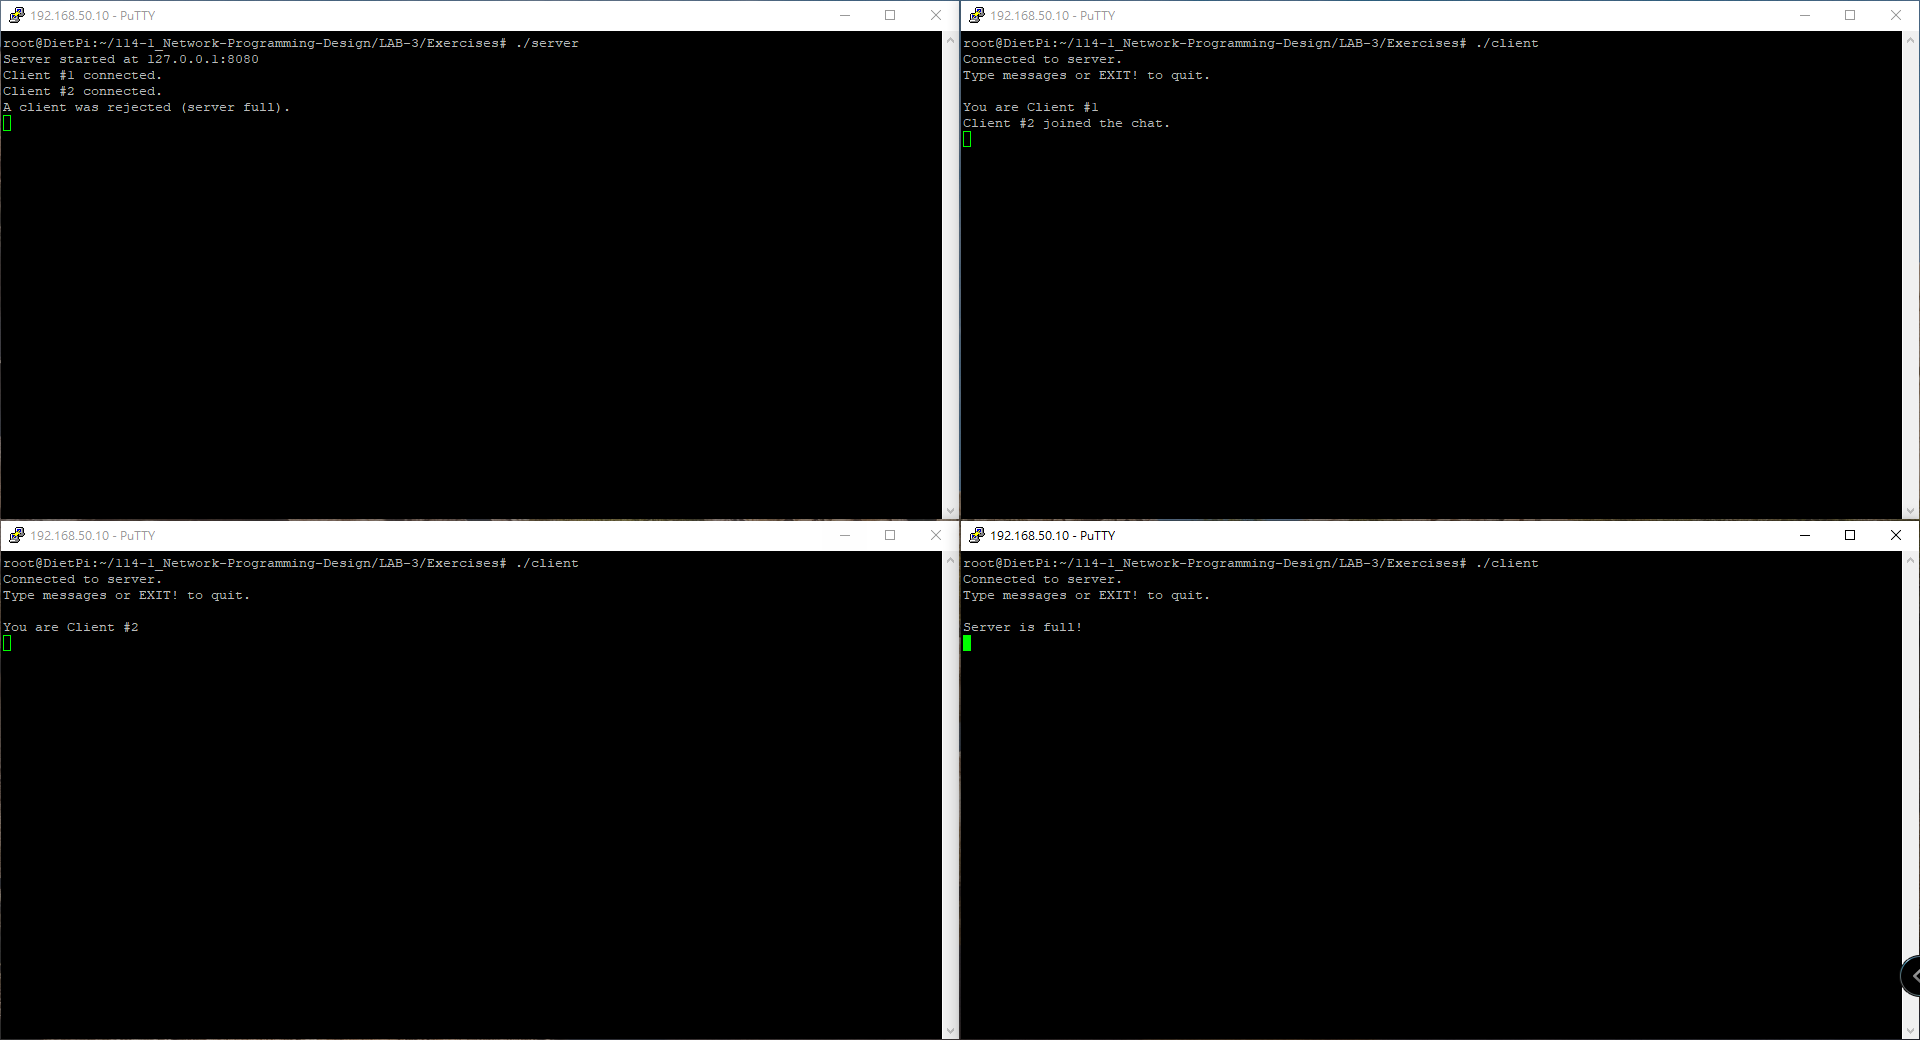 192.168.50.10 - PuTTY
root@DietPi:~/114-1_Network-Programming-Design/LAB-3/Exercises# ./server
Server started at 127.0.0.1:8080
Client #1 connected.
Client #2 connected.
A client was rejected (server full).
192.168.50.10 - PuTTY
root@DietPi:~/114-1_Network-Programming-Design/LAB-3/Exercises# ./client
Connected to server.
Type messages or EXIT! to quit.
You are Client #1
Client #2 joined the chat.
192.168.50.10 - PuTTY
root@DietPi:~/114-1_Network-Programming-Design/LAB-3/Exercises# ./client
Connected to server.
Type messages or EXIT! to quit.
You are Client #2
192.168.50.10 - PuTTY
root@DietPi:~/114-1_Network-Programming-Design/LAB-3/Exercises# ./client
Connected to server.
Type messages or EXIT! to quit.
Server is full!